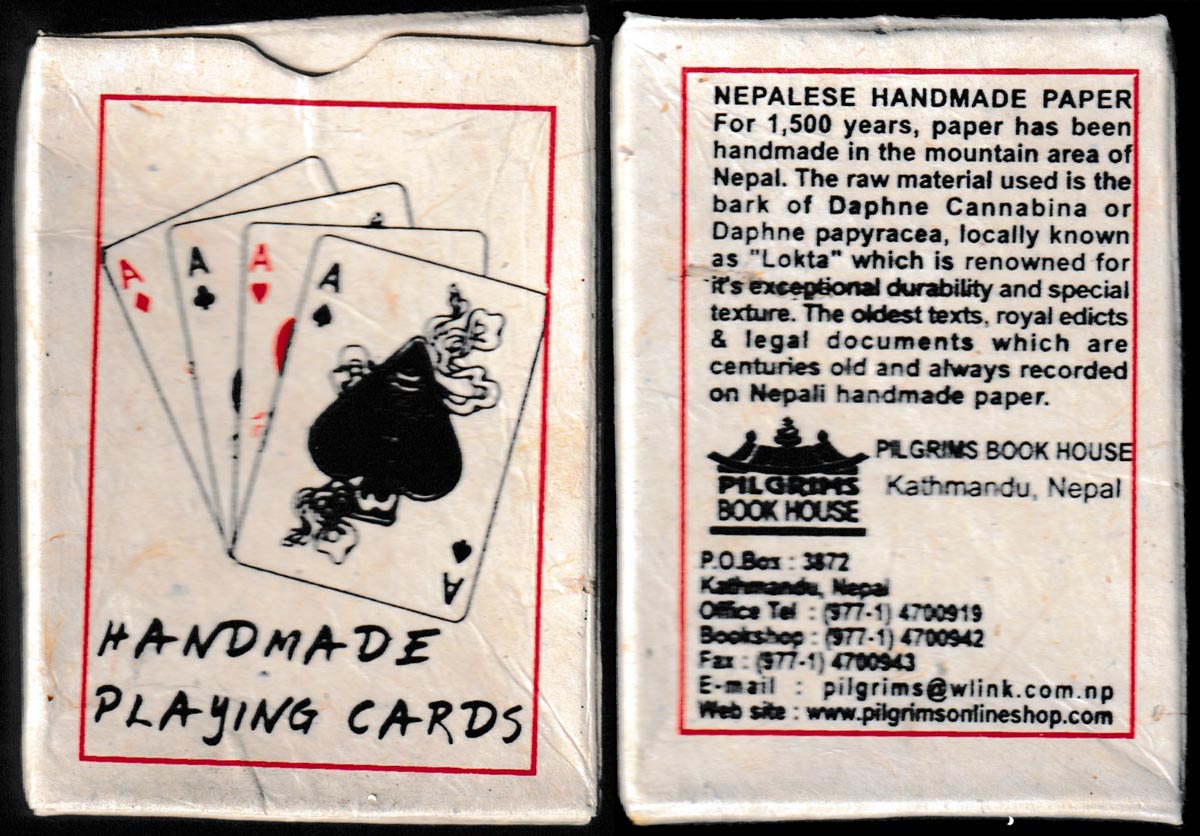 A
A
A
A
A
HANDMADE
PLAYING CARDS
NEPALESE HANDMADE PAPER
For 1,500 years, paper has been
handmade in the mountain area of
Nepal. The raw material used is the
bark of Daphne Cannabina or
Daphne papyracea, locally known
as "Lokta" which is renowned for
it's exceptional durability and special
texture. The oldest texts, royal edicts
& legal documents which are
centuries old and always recorded
on Nepali handmade paper.
PILGRIMS
BOOK HOUSE
PILGRIMS BOOK HOUSE
Kathmandu, Nepal
P.O.Box : 3872
Kathmandu, Nepal
Office Tel : (977-1) 4700919
Bookshop : (977-1) 4700942
Fax : (977-1) 4700943
E-mail : pilgrims@wlink.com.np
Web site : www.pilgrimsonlineshop.com